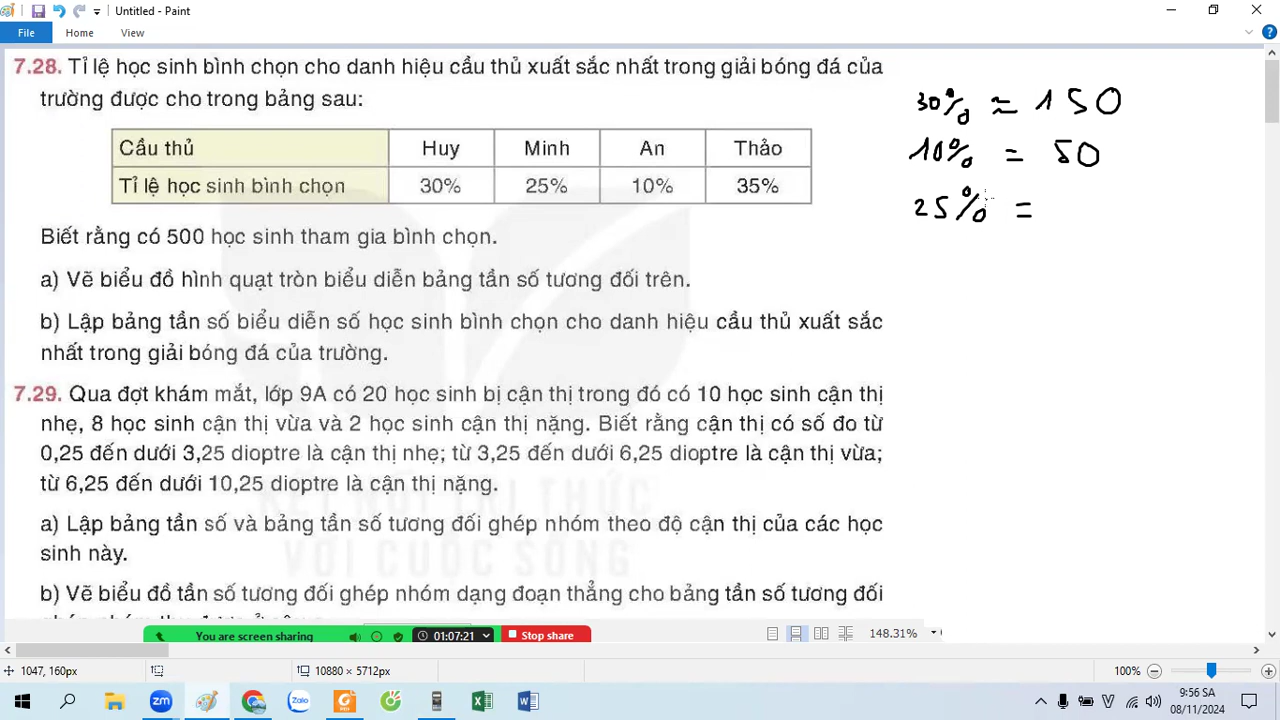 Untitled - Paint
File Home View
7.28. Tỉ lệ học sinh bình chọn cho danh hiệu cầu thủ xuất sắc nhất trong giải bóng đá của
trường được cho trong bảng sau:
Cầu thủ Huy Minh An Thảo
Tỉ lệ học sinh bình chọn 30% 25% 10% 35%
Biết rằng có 500 học sinh tham gia bình chọn.
a) Vẽ biểu đồ hình quạt tròn biểu diễn bảng tần số tương đối trên.
b) Lập bảng tần số biểu diễn số học sinh bình chọn cho danh hiệu cầu thủ xuất sắc
nhất trong giải bóng đá của trường.
7.29. Qua đợt khám mắt, lớp 9A có 20 học sinh bị cận thị trong đó có 10 học sinh cận thị
nhẹ, 8 học sinh cận thị vừa và 2 học sinh cận thị nặng. Biết rằng cận thị có số đo từ
0,25 đến dưới 3,25 dioptre là cận thị nhẹ; từ 3,25 đến dưới 6,25 dioptre là cận thị vừa;
từ 6,25 đến dưới 10,25 dioptre là cận thị nặng.
KẾT NỐI TRI THỨC
VỚI CUỘC SỐNG
a) Lập bảng tần số và bảng tần số tương đối ghép nhóm theo độ cận thị của các học
sinh này.
b) Vẽ biểu đồ tần số tương đối ghép nhóm dạng đoạn thẳng cho bảng tần số tương đối
30% ≈ 150
10% = 50
25% =
You are screen sharing 01:07:21 Stop share
148.31%
1047, 160px 10880 × 5712px 100%
zm Zalo
9:56 SA
08/11/2024